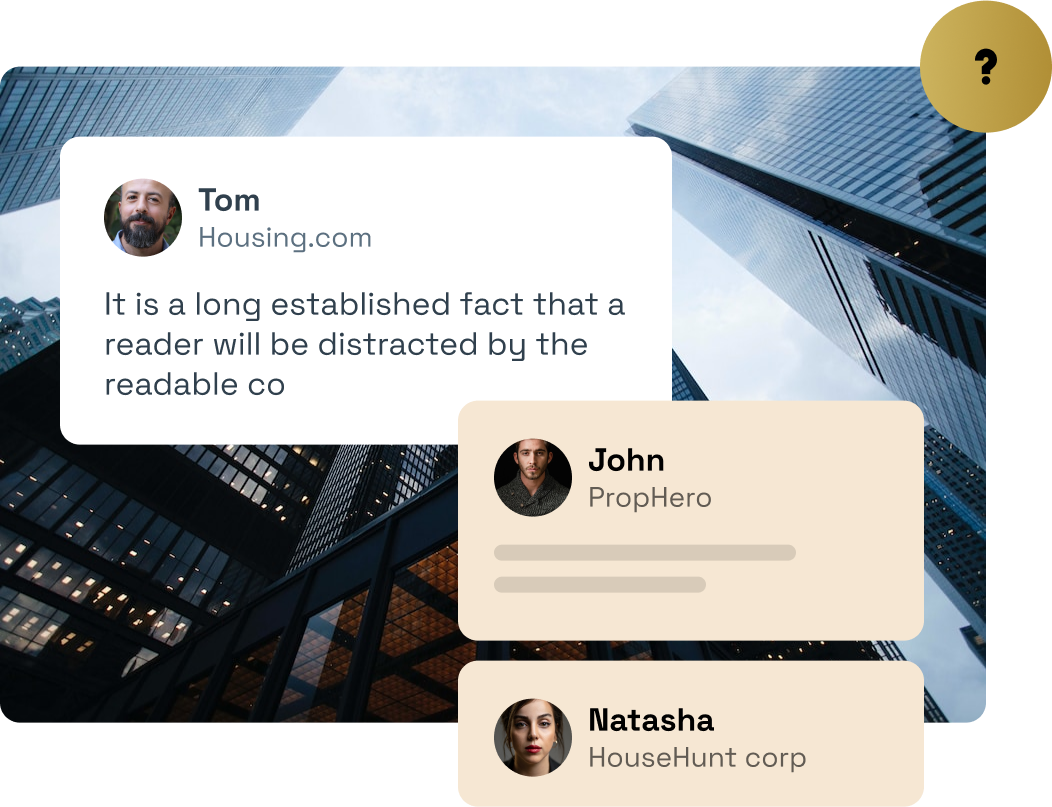 ?
Tom
Housing.com
It is a long established fact that a
reader will be distracted by the
readable co
John
PropHero
Natasha
HouseHunt corp